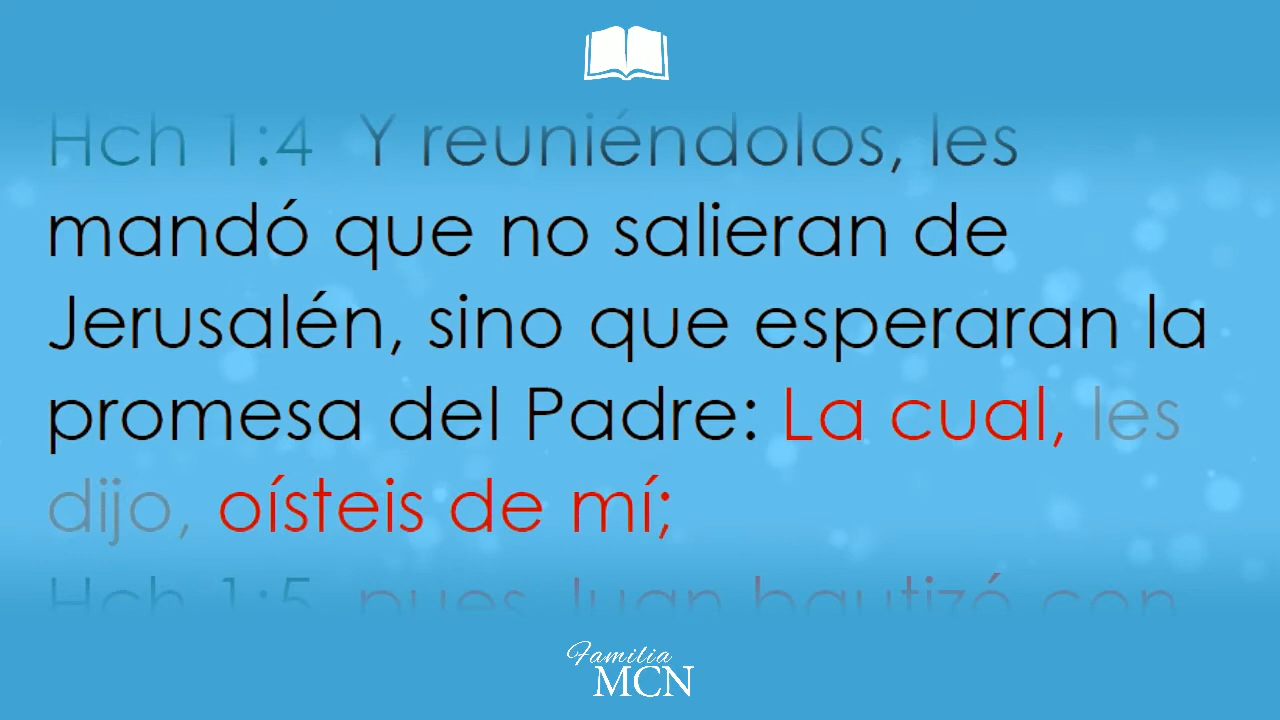 Hch 1:4 Y reuniéndolos, les
mandó que no salieran de
Jerusalén, sino que esperaran la
promesa del Padre: La cual, les
dijo, oísteis de mí;
Hch 1:5 pues Juan bautizó con
Familia
MCN